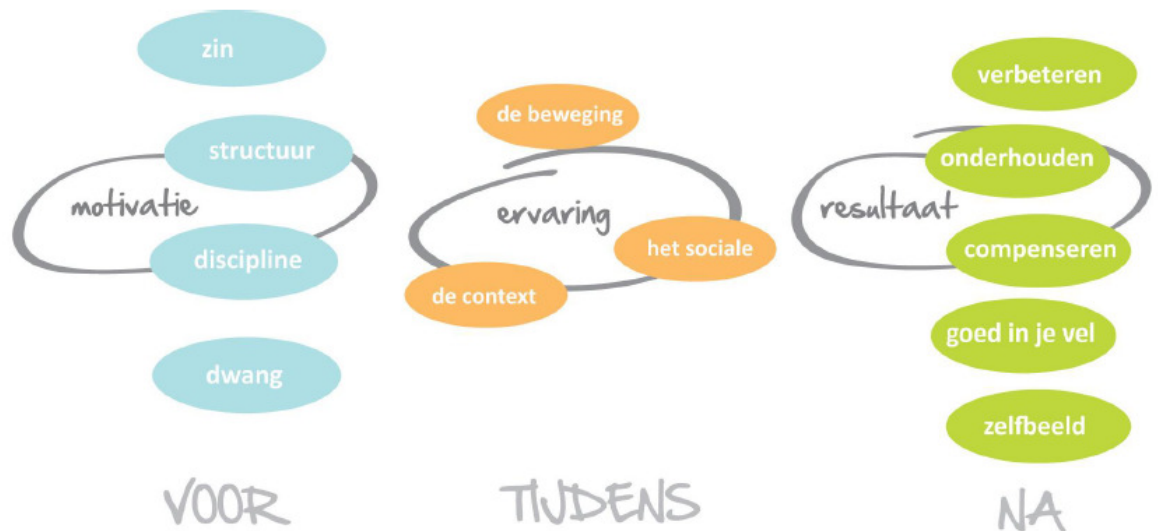 zin
structuur
motivatie
discipline
dwang
VOOR
de beweging
ervaring
het sociale
de context
TIJDENS
verbeteren
onderhouden
resultaat
compenseren
goed in je vel
zelfbeeld
NA